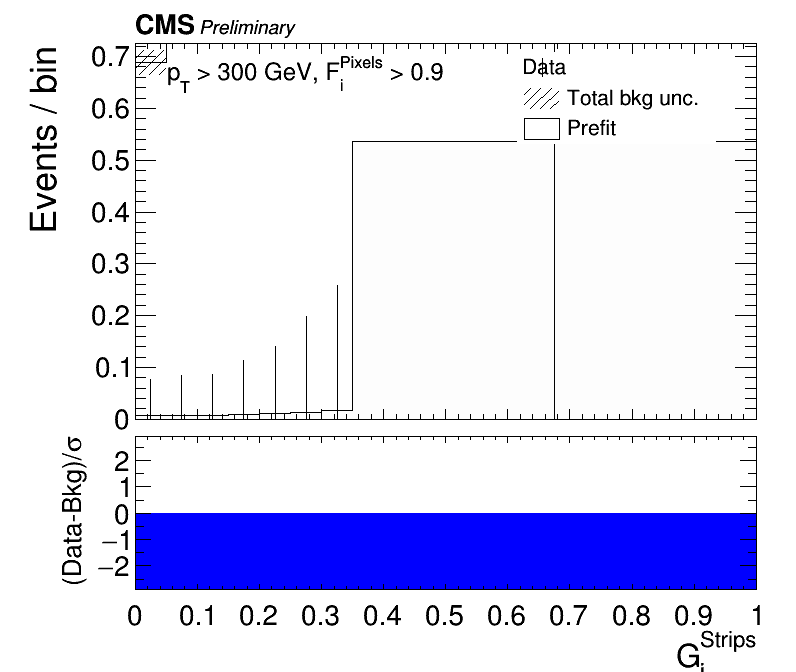 CMS Preliminary
Events / bin
0.7
0.6
0.5
0.4
0.3
0.2
0.1
0
p_T > 300 GeV, F_i^Pixels > 0.9
Data
Total bkg unc.
Prefit
(Data-Bkg)/σ
2
1
0
−1
−2
0 0.1 0.2 0.3 0.4 0.5 0.6 0.7 0.8 0.9 1
G_i^Strips